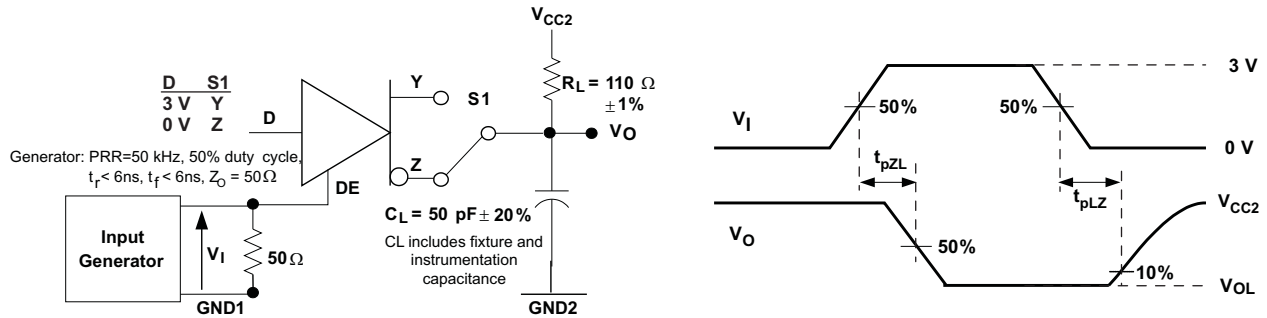 V_CC2
D S1
3 V Y
0 V Z
D
Y
S1
Z
DE
R_L = 110 Ω
±1%
V_O
Generator: PRR=50 kHz, 50% duty cycle,
t_r < 6ns, t_f < 6ns, Z_O = 50Ω
Input
Generator
V_I
50Ω
GND1
C_L = 50 pF ± 20%
CL includes fixture and
instrumentation
capacitance
GND2
3 V
V_I
50%
50%
0 V
t_pZL
t_pLZ
V_CC2
V_O
50%
10%
V_OL